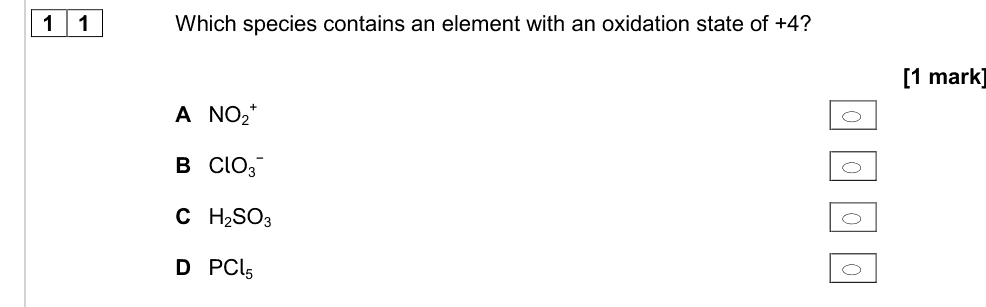 1 1 Which species contains an element with an oxidation state of +4?
[1 mark]
A NO₂⁺
B ClO₃⁻
C H₂SO₃
D PCl₅